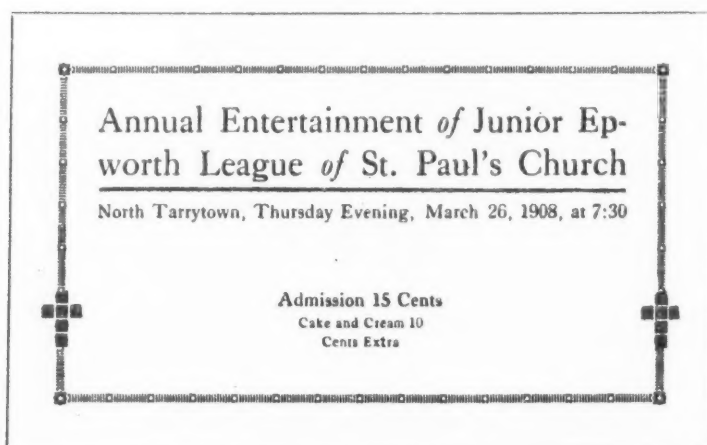 Annual Entertainment of Junior Ep-
worth League of St. Paul's Church
North Tarrytown, Thursday Evening, March 26, 1908, at 7:30
Admission 15 Cents
Cake and Cream 10
Cents Extra